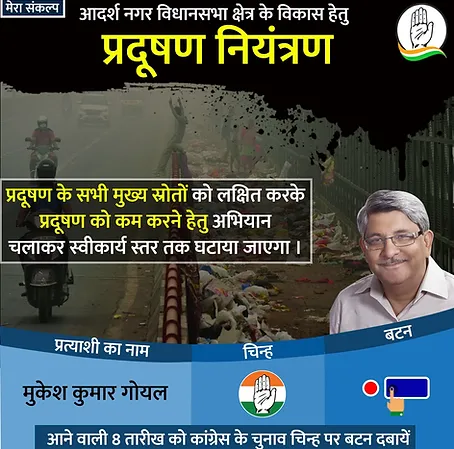 मेरा संकल्प
आदर्श नगर विधानसभा क्षेत्र के विकास हेतु
प्रदूषण नियंत्रण
प्रदूषण के सभी मुख्य स्रोतों को लक्षित करके
प्रदूषण को कम करने हेतु अभियान
चलाकर स्वीकार्य स्तर तक घटाया जाएगा ।
प्रत्याशी का नाम चिन्ह बटन
मुकेश कुमार गोयल
आने वाली 8 तारीख को कांग्रेस के चुनाव चिन्ह पर बटन दबायें